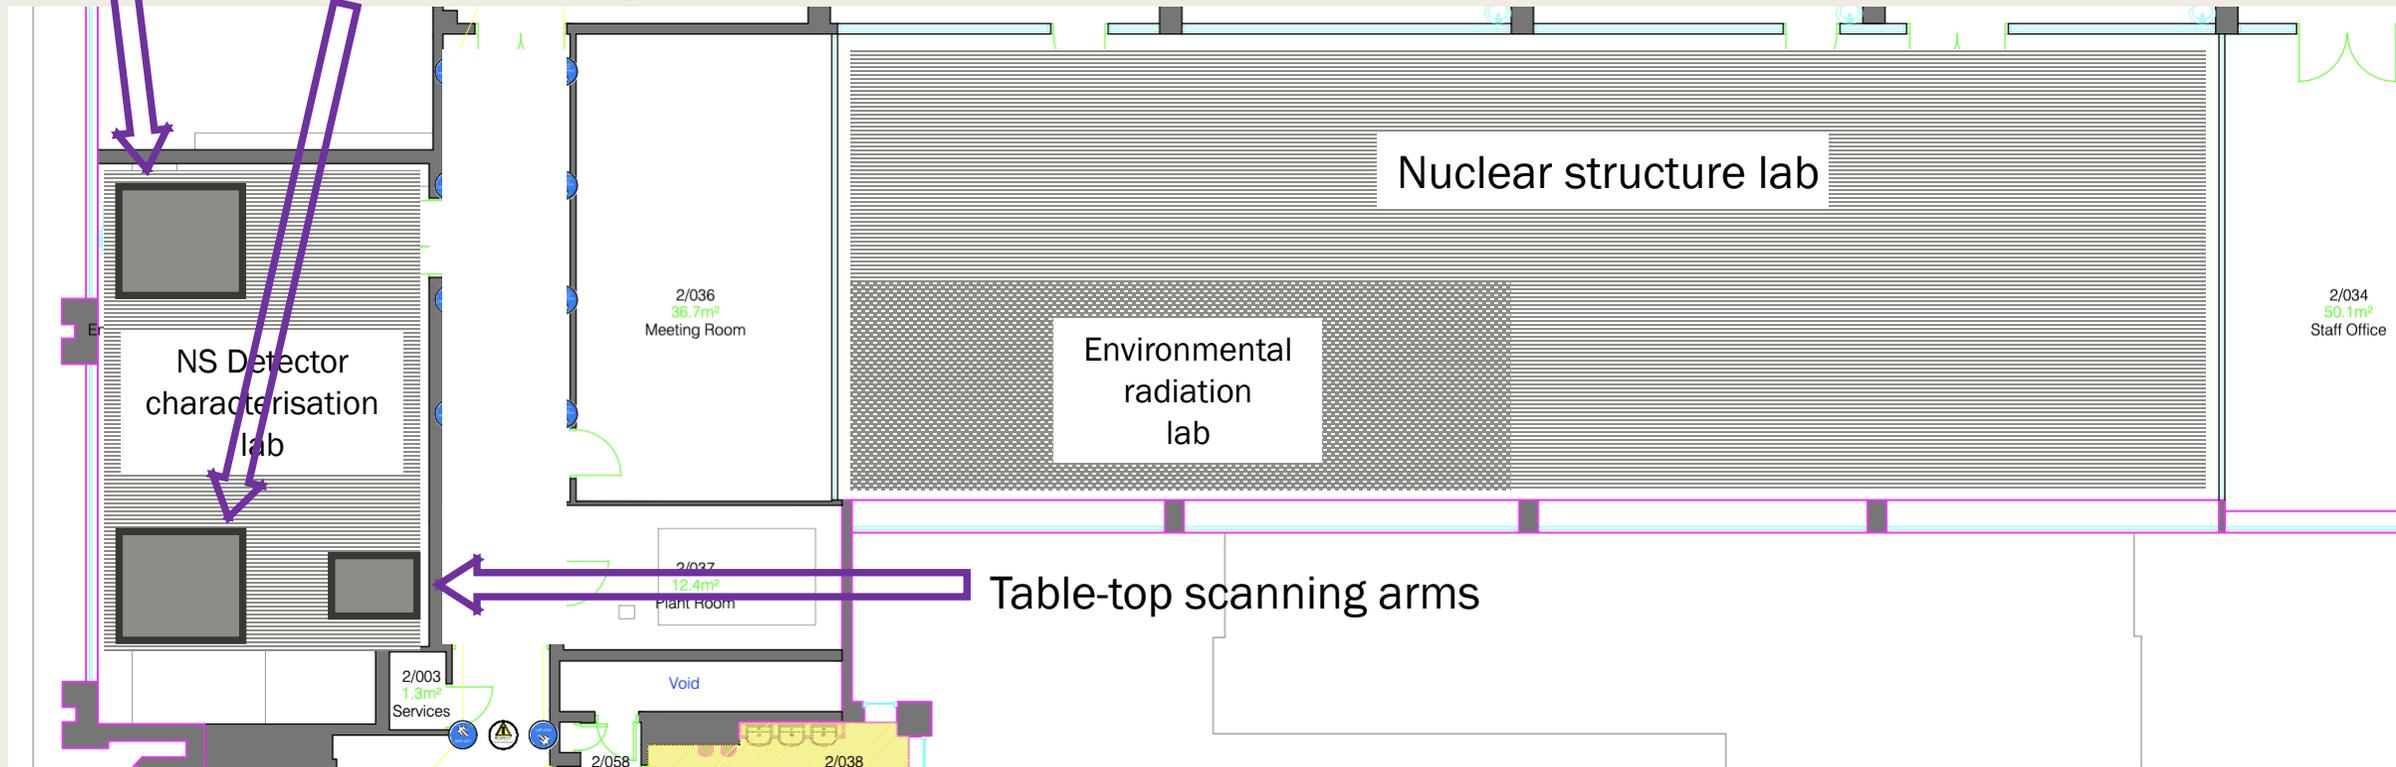 Nuclear structure lab
2/036
36.7m²
Meeting Room
2/034
50.1m²
Staff Office
Environmental
radiation
lab
NS Detector
characterisation
lab
2/037
12.4m²
Plant Room
Table-top scanning arms
2/003
1.3m²
Services
Void
2/058
2/038